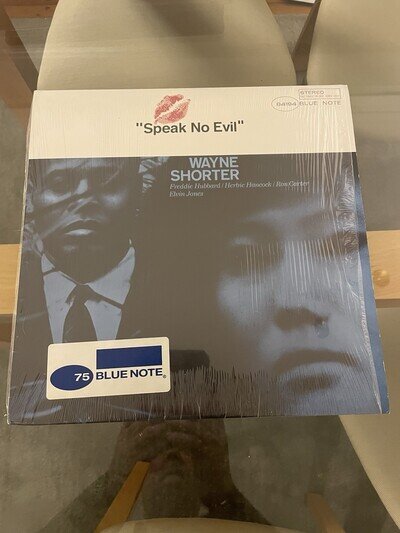 STEREO
84194 BLUE NOTE
"Speak No Evil"
WAYNE
SHORTER
Freddie Hubbard / Herbie Hancock / Ron Carter
Elvin Jones
75 BLUE NOTE